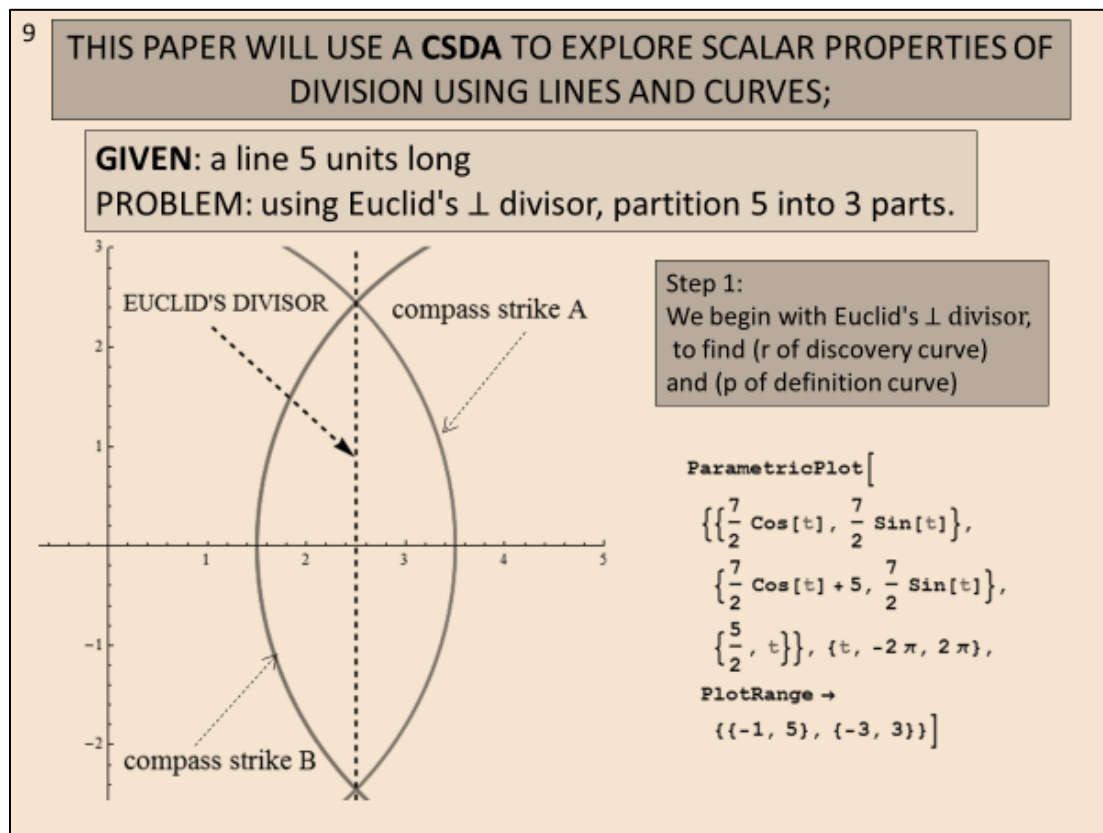 9
THIS PAPER WILL USE A CSDA TO EXPLORE SCALAR PROPERTIES OF
DIVISION USING LINES AND CURVES;
GIVEN: a line 5 units long
PROBLEM: using Euclid's ⊥ divisor, partition 5 into 3 parts.
3
EUCLID'S DIVISOR
compass strike A
2
1
1 2 3 4 5
-1
-2
compass strike B
Step 1:
We begin with Euclid's ⊥ divisor,
to find (r of discovery curve)
and (p of definition curve)
ParametricPlot[
{{7/2 Cos[t], 7/2 Sin[t]},
{7/2 Cos[t] + 5, 7/2 Sin[t]},
{5/2, t}}, {t, -2 π, 2 π},
PlotRange →
{{-1, 5}, {-3, 3}}]